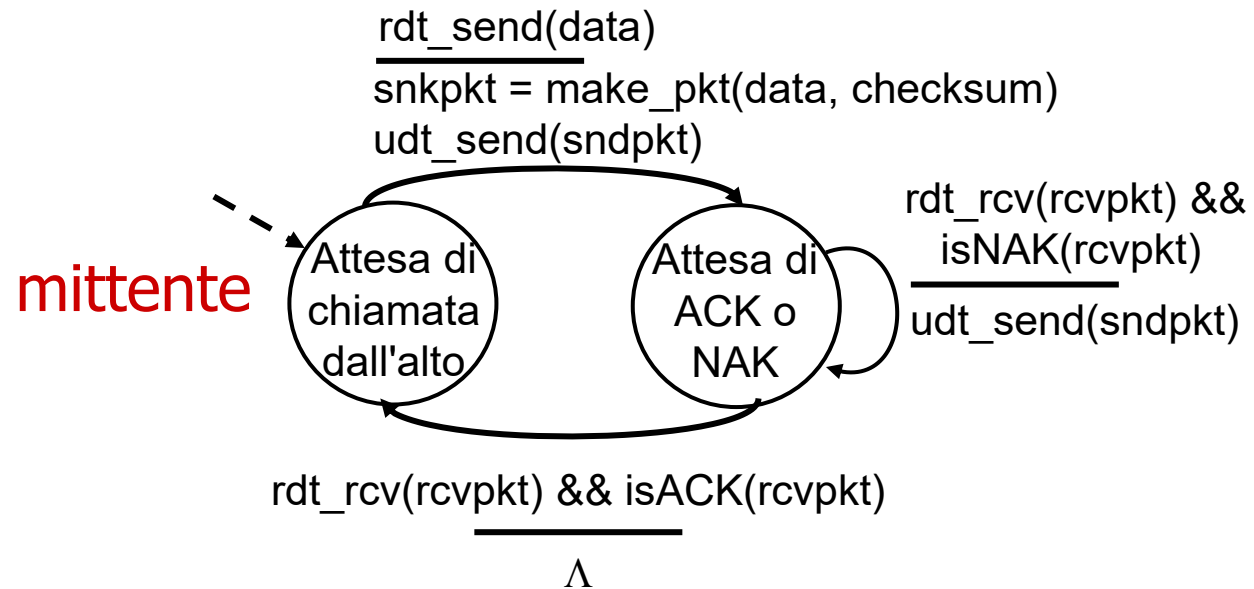 rdt_send(data)
snkpkt = make_pkt(data, checksum)
udt_send(sndpkt)
mittente
Attesa di
chiamata
dall'alto
Attesa di
ACK o
NAK
rdt_rcv(rcvpkt) &&
isNAK(rcvpkt)
udt_send(sndpkt)
rdt_rcv(rcvpkt) && isACK(rcvpkt)
Λ